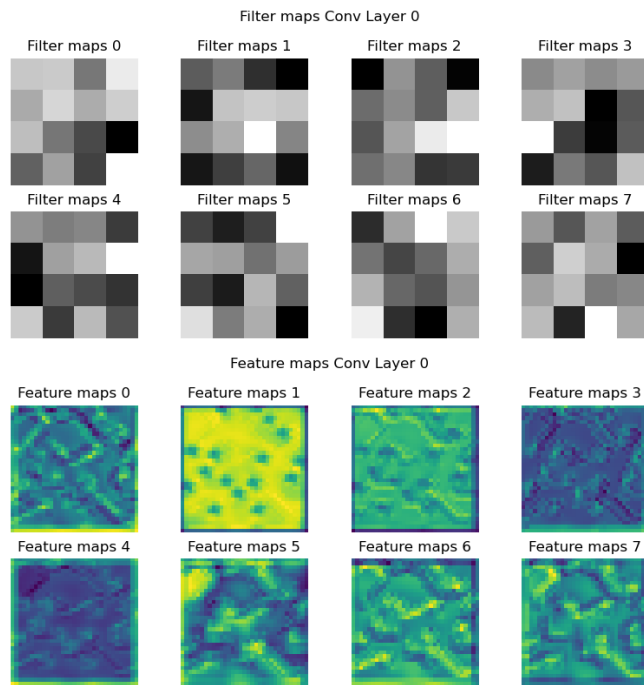 Filter maps Conv Layer 0
Filter maps 0 Filter maps 1 Filter maps 2 Filter maps 3
Filter maps 4 Filter maps 5 Filter maps 6 Filter maps 7
Feature maps Conv Layer 0
Feature maps 0 Feature maps 1 Feature maps 2 Feature maps 3
Feature maps 4 Feature maps 5 Feature maps 6 Feature maps 7